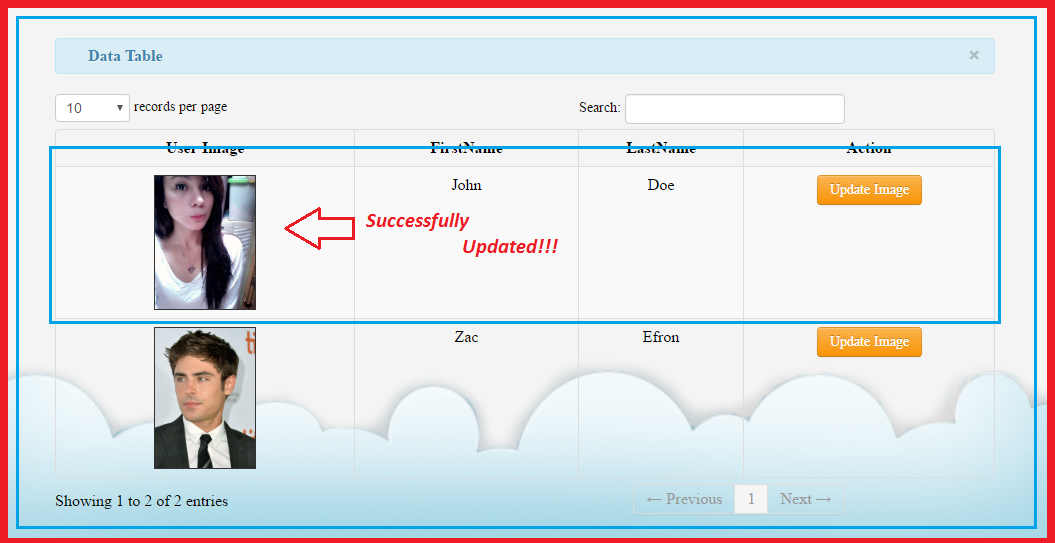 Data Table ×
10 records per page Search:
User Image FirstName LastName Action
John Doe Update Image
Successfully
Updated!!!
Zac Efron Update Image
Showing 1 to 2 of 2 entries ← Previous 1 Next →